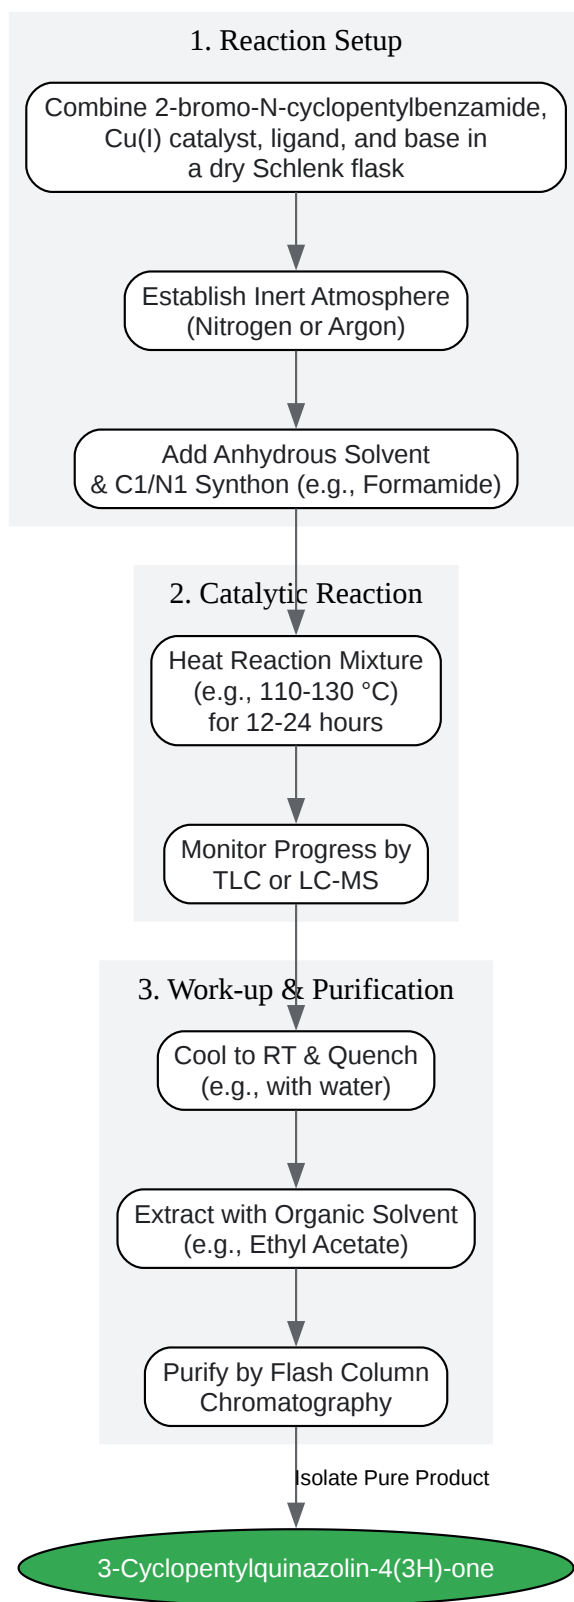 1. Reaction Setup
Combine 2-bromo-N-cyclopentylbenzamide,
Cu(I) catalyst, ligand, and base in
a dry Schlenk flask
Establish Inert Atmosphere
(Nitrogen or Argon)
Add Anhydrous Solvent
& C1/N1 Synthon (e.g., Formamide)
2. Catalytic Reaction
Heat Reaction Mixture
(e.g., 110-130 °C)
for 12-24 hours
Monitor Progress by
TLC or LC-MS
3. Work-up & Purification
Cool to RT & Quench
(e.g., with water)
Extract with Organic Solvent
(e.g., Ethyl Acetate)
Purify by Flash Column
Chromatography
Isolate Pure Product
3-Cyclopentylquinazolin-4(3H)-one